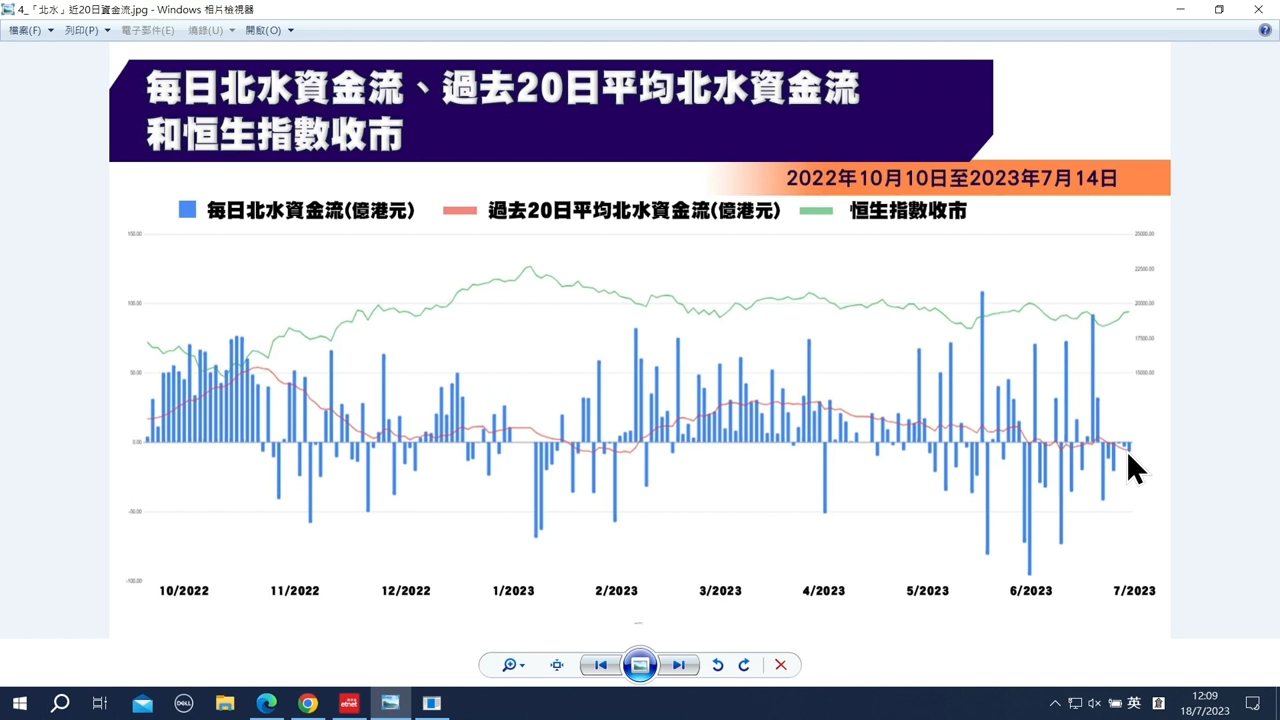 4_「北水」近20日資金流.jpg - Windows 相片檢視器
檔案(F) 列印(P) 電子郵件(E) 燒錄(U) 開啟(O)
每日北水資金流、過去20日平均北水資金流
和恒生指數收市
2022年10月10日至2023年7月14日
每日北水資金流(億港元) 過去20日平均北水資金流(億港元) 恒生指數收市
150.00 25000.00
22500.00
100.00 20000.00
17500.00
50.00 15000.00
0.00
-50.00
-100.00
10/2022 11/2022 12/2022 1/2023 2/2023 3/2023 4/2023 5/2023 6/2023 7/2023
DELL etnet 英 12:09
18/7/2023